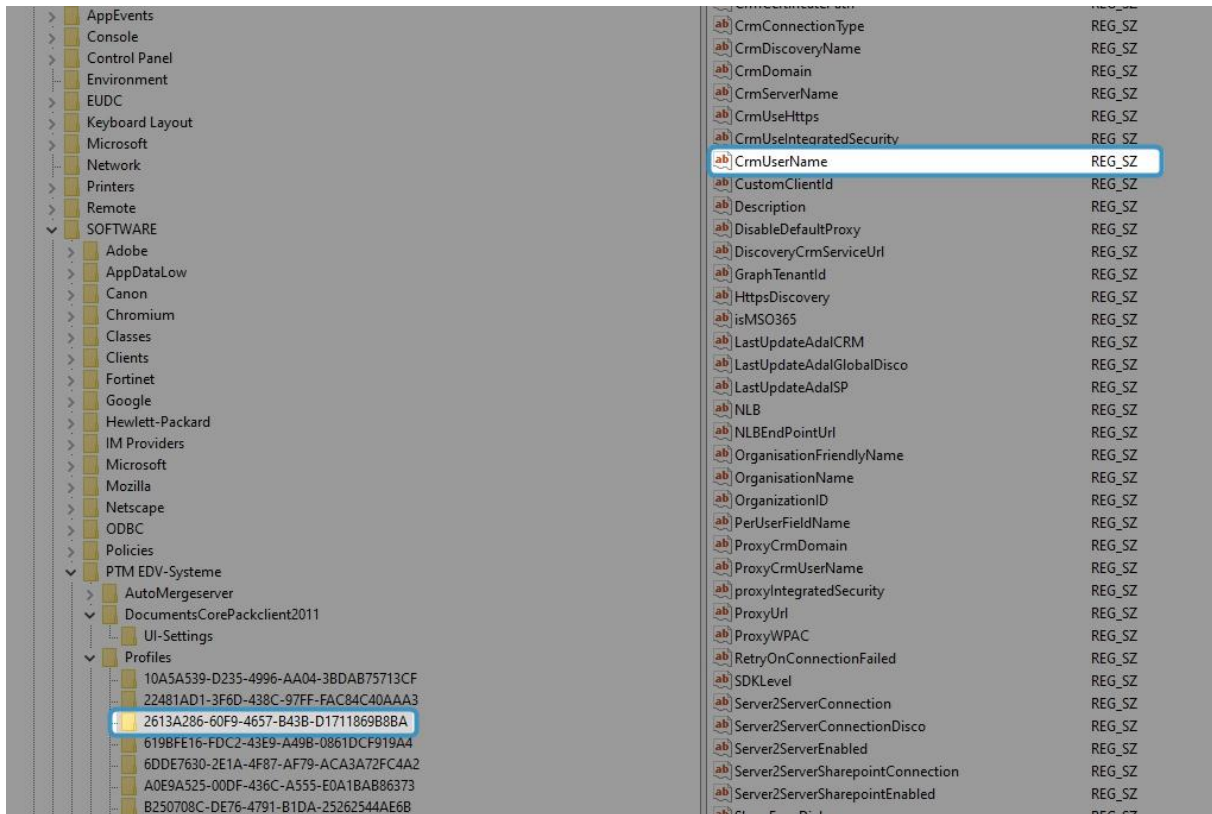 AppEvents
Console
Control Panel
Environment
EUDC
Keyboard Layout
Microsoft
Network
Printers
Remote
SOFTWARE
Adobe
AppDataLow
Canon
Chromium
Classes
Clients
Fortinet
Google
Hewlett-Packard
IM Providers
Microsoft
Mozilla
Netscape
ODBC
Policies
PTM EDV-Systeme
AutoMergeserver
DocumentsCorePackclient2011
UI-Settings
Profiles
10A5A539-D235-4996-AA04-3BDAB75713CF
22481AD1-3F6D-438C-97FF-FAC84C40AAA3
2613A286-60F9-4657-B43B-D1711869B8BA
619BFE16-FDC2-43E9-A49B-0861DCF919A4
6DDE7630-2E1A-4F87-AF79-ACA3A72FC4A2
A0E9A525-00DF-436C-A555-E0A1BAB86373
B250708C-DE76-4791-B1DA-25262544AE6B
CrmConnectionType REG_SZ
CrmDiscoveryName REG_SZ
CrmDomain REG_SZ
CrmServerName REG_SZ
CrmUseHttps REG_SZ
CrmUseIntegratedSecurity REG_SZ
CrmUserName REG_SZ
CustomClientId REG_SZ
Description REG_SZ
DisableDefaultProxy REG_SZ
DiscoveryCrmServiceUrl REG_SZ
GraphTenantId REG_SZ
HttpsDiscovery REG_SZ
isMSO365 REG_SZ
LastUpdateAdalCRM REG_SZ
LastUpdateAdalGlobalDisco REG_SZ
LastUpdateAdalSP REG_SZ
NLB REG_SZ
NLBEndPointUrl REG_SZ
OrganisationFriendlyName REG_SZ
OrganisationName REG_SZ
OrganizationID REG_SZ
PerUserFieldName REG_SZ
ProxyCrmDomain REG_SZ
ProxyCrmUserName REG_SZ
proxyIntegratedSecurity REG_SZ
ProxyUrl REG_SZ
ProxyWPAC REG_SZ
RetryOnConnectionFailed REG_SZ
SDKLevel REG_SZ
Server2ServerConnection REG_SZ
Server2ServerConnectionDisco REG_SZ
Server2ServerEnabled REG_SZ
Server2ServerSharepointConnection REG_SZ
Server2ServerSharepointEnabled REG_SZ